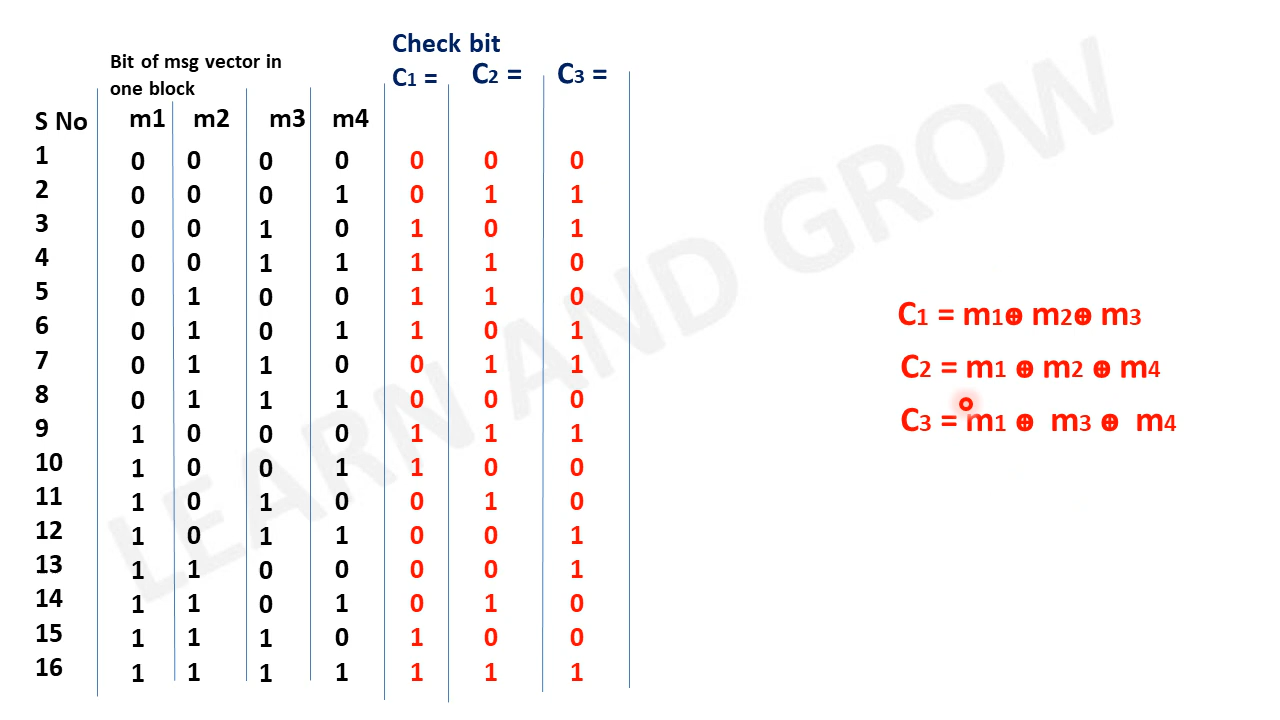 Check bit
Bit of msg vector in
one block
C1 = C2 = C3 =
S No m1 m2 m3 m4
1 0 0 0 0 0 0 0
2 0 0 0 1 0 1 1
3 0 0 1 0 1 0 1
4 0 0 1 1 1 1 0
5 0 1 0 0 1 1 0
6 0 1 0 1 1 0 1
7 0 1 1 0 0 1 1
8 0 1 1 1 0 0 0
9 1 0 0 0 1 1 1
10 1 0 0 1 1 0 0
11 1 0 1 0 0 1 0
12 1 0 1 1 0 0 1
13 1 1 0 0 0 0 1
14 1 1 0 1 0 1 0
15 1 1 1 0 1 0 0
16 1 1 1 1 1 1 1
C1 = m1⊕ m2⊕ m3
C2 = m1 ⊕ m2 ⊕ m4
C3 = m1 ⊕ m3 ⊕ m4
LEARN AND GROW